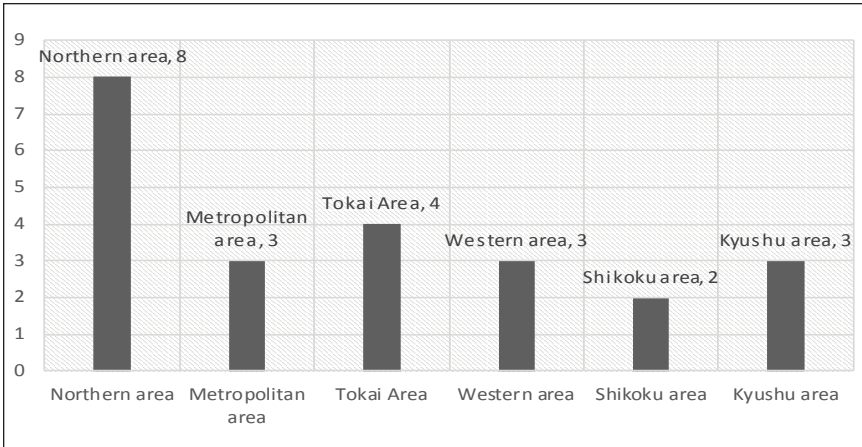 9
8
7
6
5
4
3
2
1
0
Northern area, 8
Metropolitan
area, 3
Tokai Area, 4
Western area, 3
Shikoku area, 2
Kyushu area, 3
Northern area
Metropolitan
area
Tokai Area
Western area
Shikoku area
Kyushu area